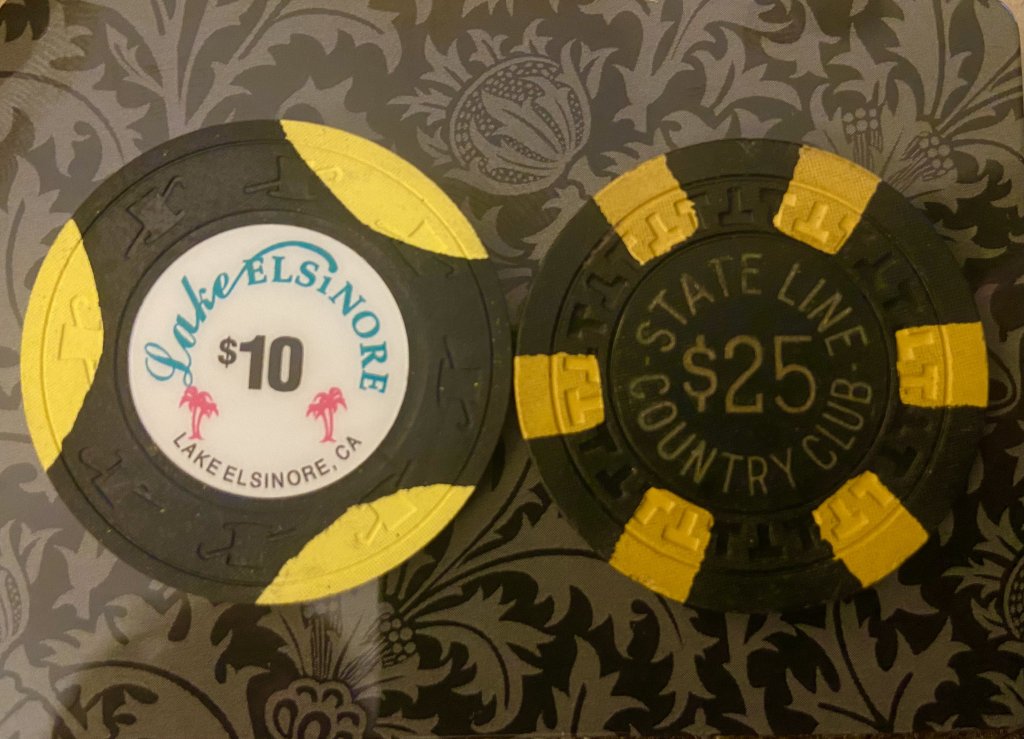 Lake ELSINORE
$10
LAKE ELSINORE, CA
STATE LINE
$25
COUNTRY CLUB